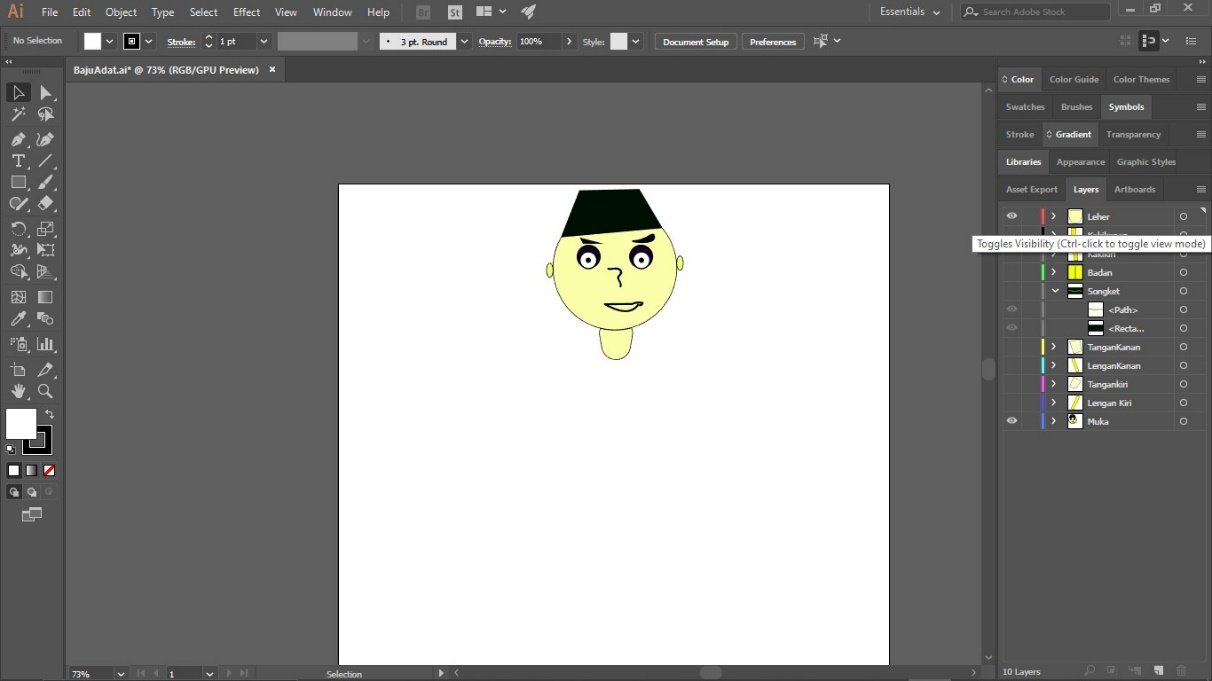 Ai File Edit Object Type Select Effect View Window Help Br St Essentials Search Adobe Stock
No Selection Stroke: 1 pt 3 pt. Round Opacity: 100% Style: Document Setup Preferences
BajuAdat.ai* @ 73% (RGB/GPU Preview) ×
Color Color Guide Color Themes
Swatches Brushes Symbols
Stroke Gradient Transparency
Libraries Appearance Graphic Styles
Asset Export Layers Artboards
Leher
Toggles Visibility (Ctrl-click to toggle view mode)
Badan
Songket
<Path>
<Recta...
TanganKanan
LenganKanan
Tangankiri
Lengan Kiri
Muka
73% 1 Selection 10 Layers